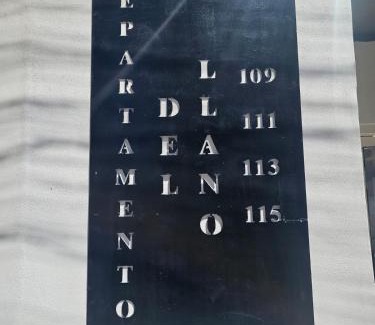 EPARTAMENTO
DEL
LLANO
109
111
113
115